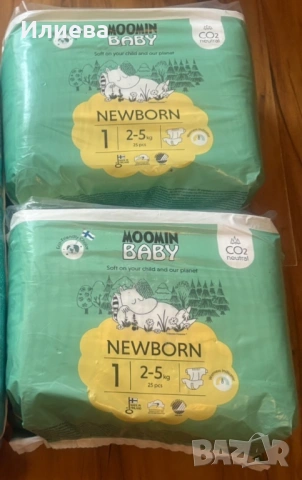 Илиева
MOOMIN
BABY
Soft on your child and our planet
CO2
neutral
NEWBORN
1
2-5kg
25 pcs
MOOMIN
BABY
Soft on your child and our planet
CO2
neutral
NEWBORN
1
2-5kg
25 pcs
BAZAR